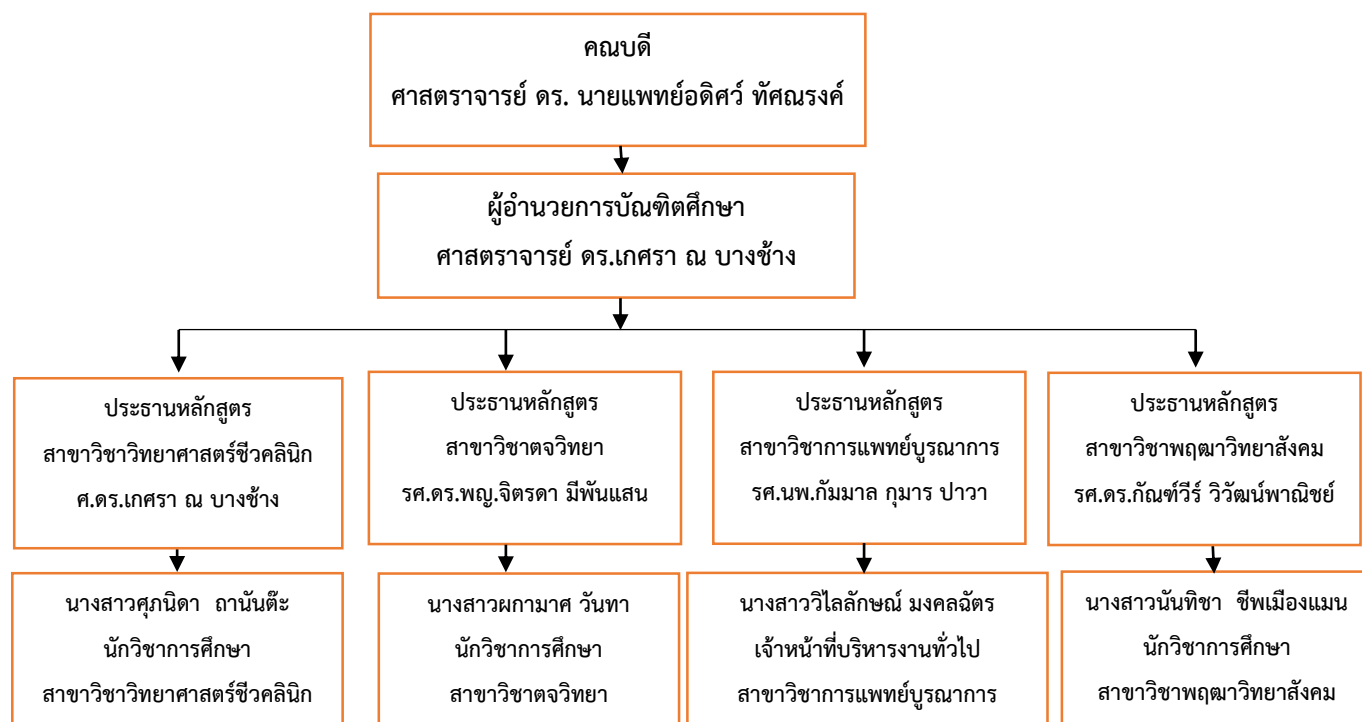 คณบดี
ศาสตราจารย์ ดร. นายแพทย์อดิศว์ ทัศณรงค์
ผู้อำนวยการบัณฑิตศึกษา
ศาสตราจารย์ ดร.เกศรา ณ บางช้าง
ประธานหลักสูตร
สาขาวิชาวิทยาศาสตร์ชีวคลินิก
ศ.ดร.เกศรา ณ บางช้าง
ประธานหลักสูตร
สาขาวิชาตจวิทยา
รศ.ดร.พญ.จิตรดา มีพันแสน
ประธานหลักสูตร
สาขาวิชาการแพทย์บูรณาการ
รศ.นพ.กัมมาล กุมาร ปาวา
ประธานหลักสูตร
สาขาวิชาพฤฒาวิทยาสังคม
รศ.ดร.กัณฑ์วีร์ วิวัฒน์พาณิชย์
นางสาวศุภนิดา ถานันต๊ะ
นักวิชาการศึกษา
สาขาวิชาวิทยาศาสตร์ชีวคลินิก
นางสาวผกามาศ วันทา
นักวิชาการศึกษา
สาขาวิชาตจวิทยา
นางสาววิไลลักษณ์ มงคลฉัตร
เจ้าหน้าที่บริหารงานทั่วไป
สาขาวิชาการแพทย์บูรณาการ
นางสาวนันทิชา ชีพเมืองแมน
นักวิชาการศึกษา
สาขาวิชาพฤฒาวิทยาสังคม